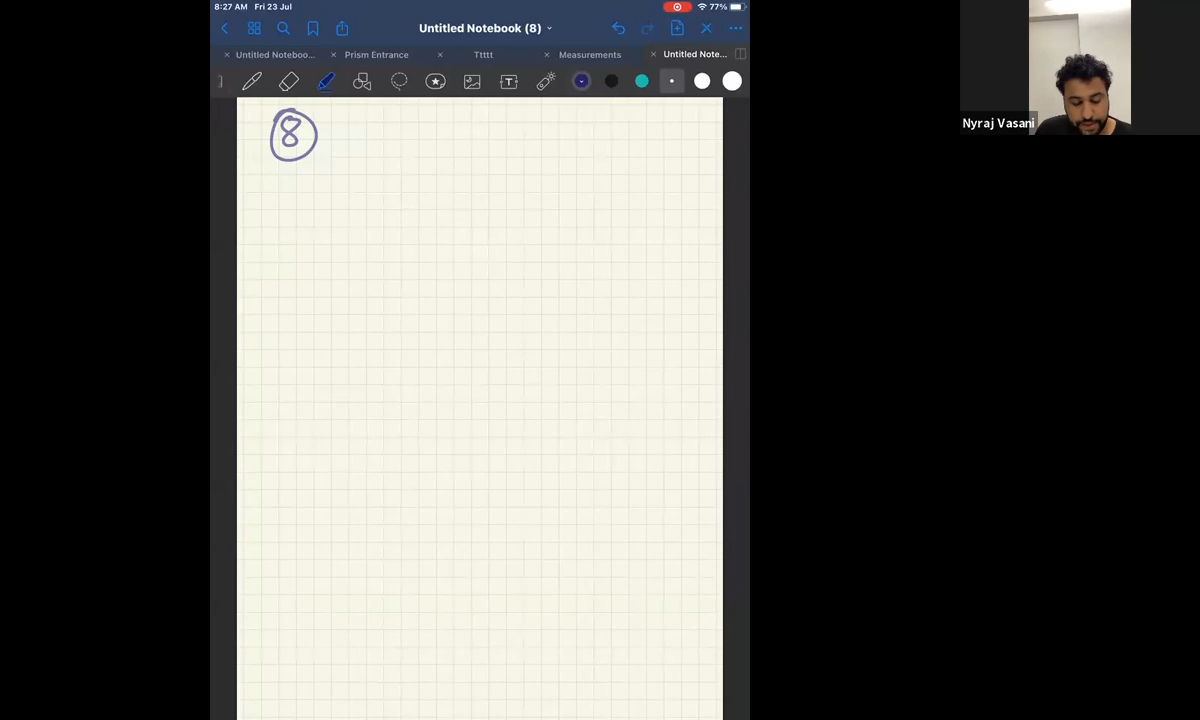 8:27 AM Fri 23 Jul 77%
Untitled Notebook (8)
Untitled Noteboo... Prism Entrance Ttttt Measurements Untitled Note...
T
8
Nyraj Vasani